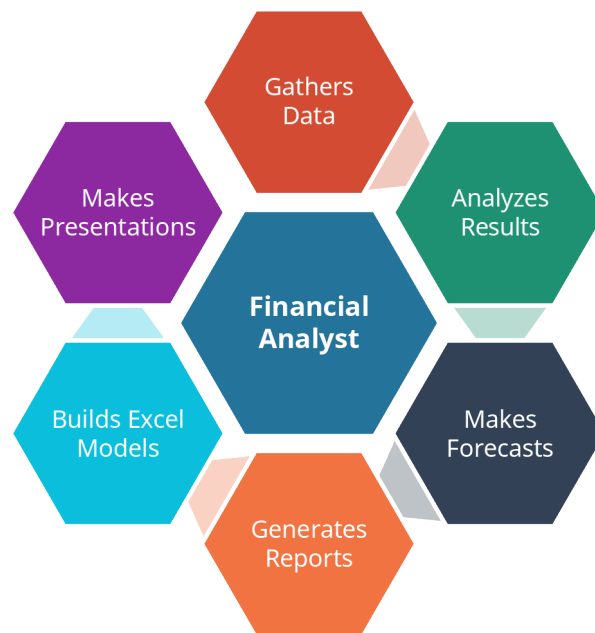 Gathers
Data
Analyzes
Results
Makes
Forecasts
Generates
Reports
Builds Excel
Models
Makes
Presentations
Financial
Analyst